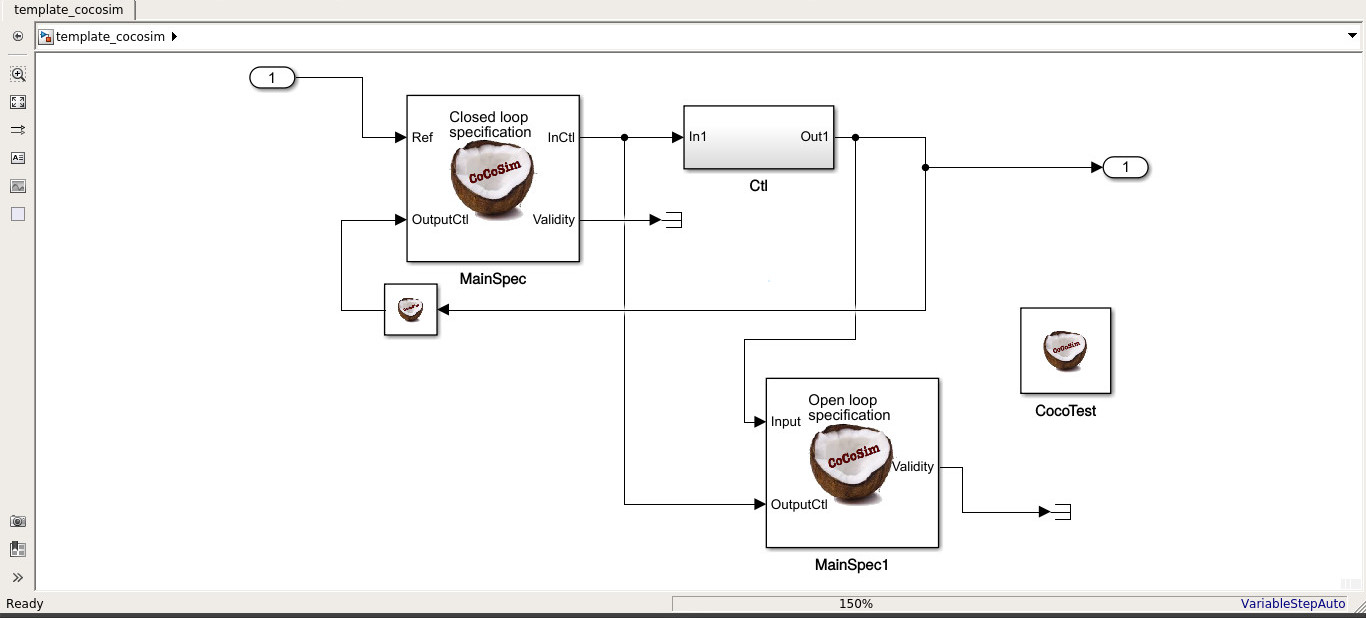 template_cocosim
template_cocosim
1
Closed loop
specification
Ref
InCtl
CoCoSim
OutputCtl
Validity
MainSpec
In1
Out1
Ctl
1
CoCoSim
CocoTest
Open loop
specification
Input
CoCoSim
Validity
OutputCtl
MainSpec1
Ready
150%
VariableStepAuto